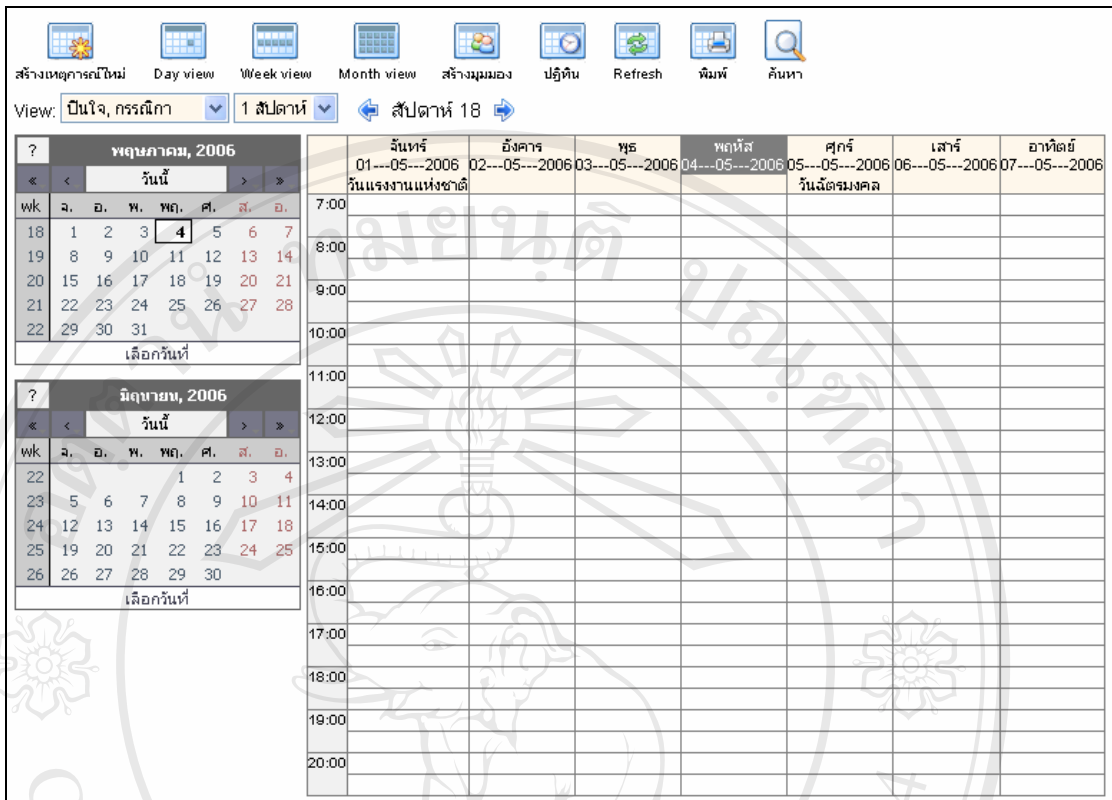 สร้างเหตุการณ์ใหม่ Day view Week view Month view สร้างมุมมอง ปฏิทิน Refresh พิมพ์ ค้นหา
View: ปินใจ, กรรณิกา 1 สัปดาห์ สัปดาห์ 18
? พฤษภาคม, 2006
« ‹ วันนี้ › »
wk จ. อ. พ. พฤ. ศ. ส. อ.
18 1 2 3 4 5 6 7
19 8 9 10 11 12 13 14
20 15 16 17 18 19 20 21
21 22 23 24 25 26 27 28
22 29 30 31
เลือกวันที่
? มิถุนายน, 2006
« ‹ วันนี้ › »
wk จ. อ. พ. พฤ. ศ. ส. อ.
22 1 2 3 4
23 5 6 7 8 9 10 11
24 12 13 14 15 16 17 18
25 19 20 21 22 23 24 25
26 26 27 28 29 30
เลือกวันที่
จันทร์ อังคาร พุธ พฤหัส ศุกร์ เสาร์ อาทิตย์
01---05---2006 02---05---2006 03---05---2006 04---05---2006 05---05---2006 06---05---2006 07---05---2006
วันแรงงานแห่งชาติ วันฉัตรมงคล
7:00
8:00
9:00
10:00
11:00
12:00
13:00
14:00
15:00
16:00
17:00
18:00
19:00
20:00